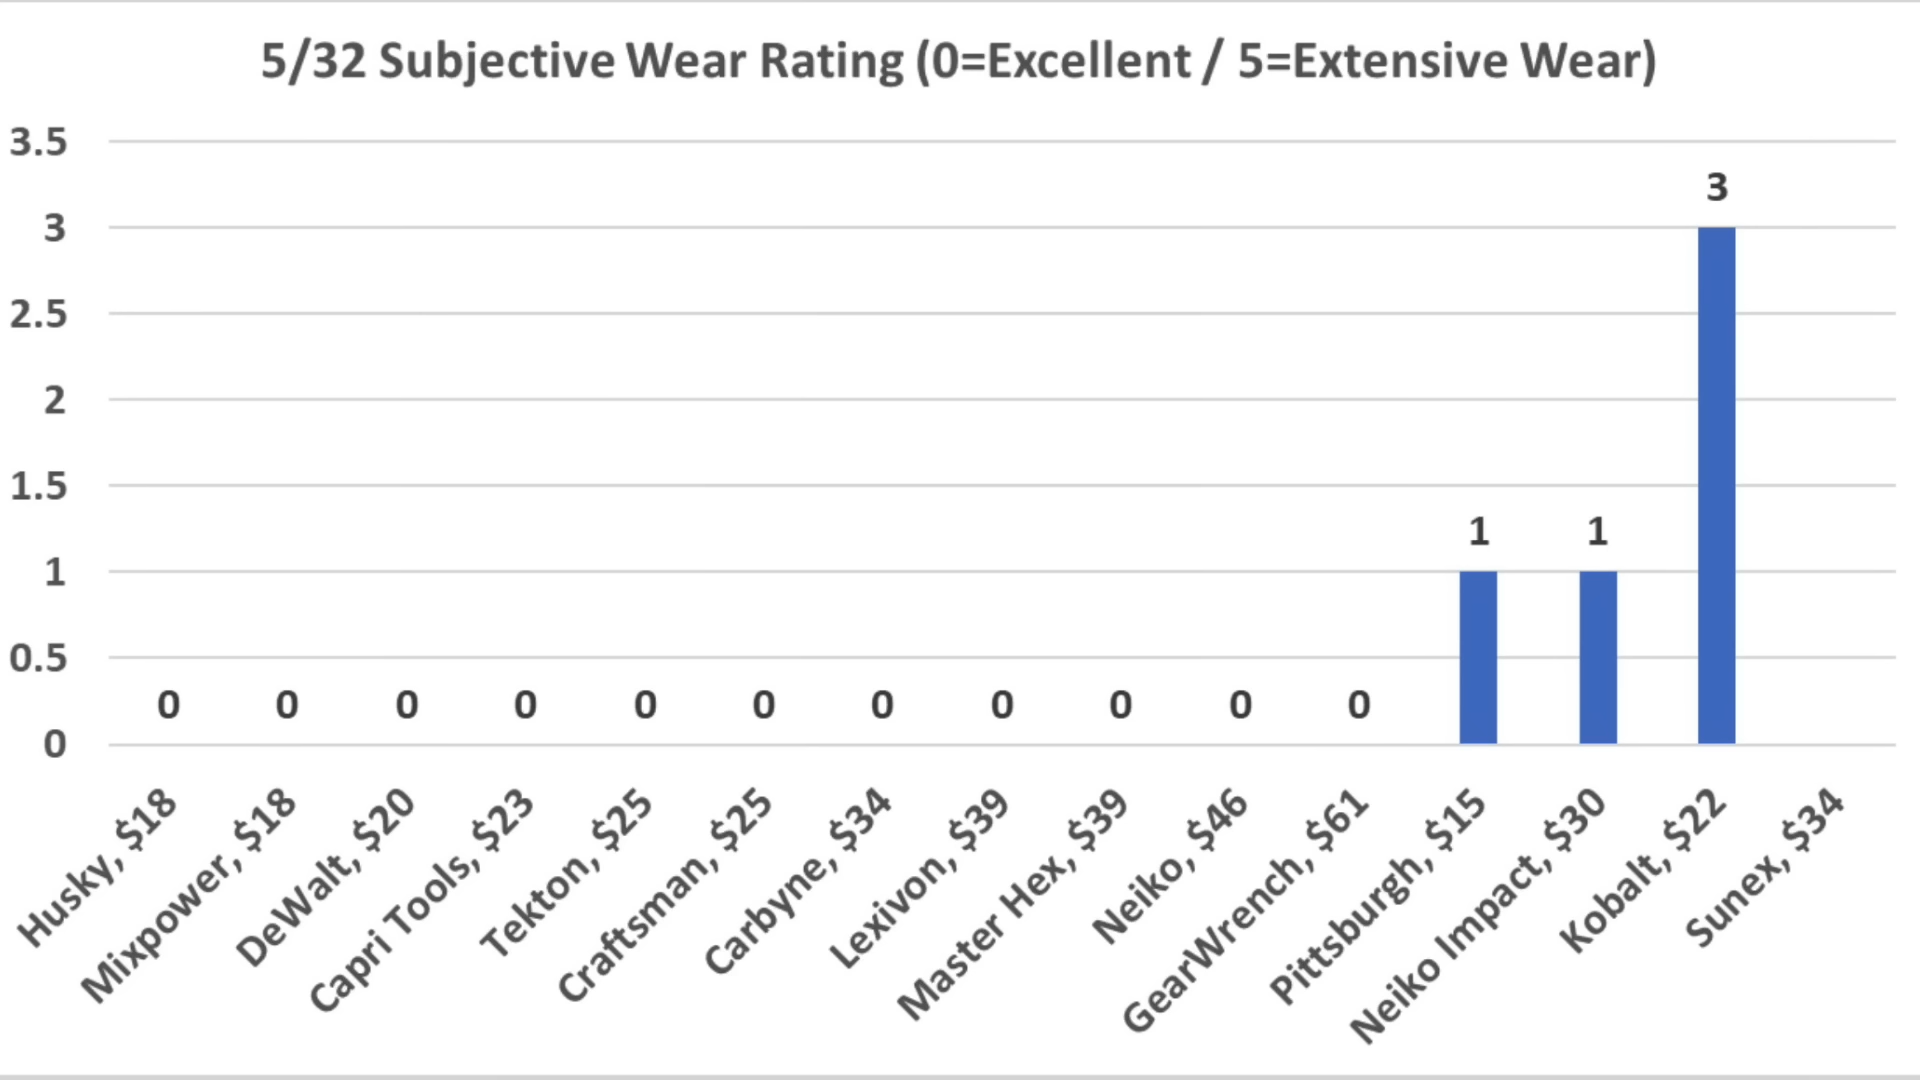 5/32 Subjective Wear Rating (0=Excellent / 5=Extensive Wear)
3.5
3
2.5
2
1.5
1
0.5
0
0
0
0
0
0
0
0
0
0
0
0
1
1
3
Husky, $18
Mixpower, $18
DeWalt, $20
Capri Tools, $23
Tekton, $25
Craftsman, $25
Carbyne, $34
Lexivon, $39
Master Hex, $39
Neiko, $46
GearWrench, $61
Pittsburgh, $15
Neiko Impact, $30
Kobalt, $22
Sunex, $34